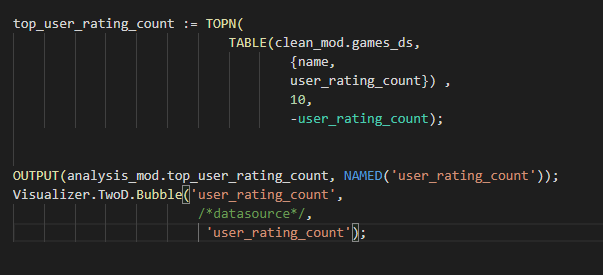 top_user_rating_count := TOPN(
TABLE(clean_mod.games_ds,
{name,
user_rating_count}) ,
10,
-user_rating_count);
OUTPUT(analysis_mod.top_user_rating_count, NAMED('user_rating_count'));
Visualizer.TwoD.Bubble('user_rating_count',
/*datasource*/,
'user_rating_count');